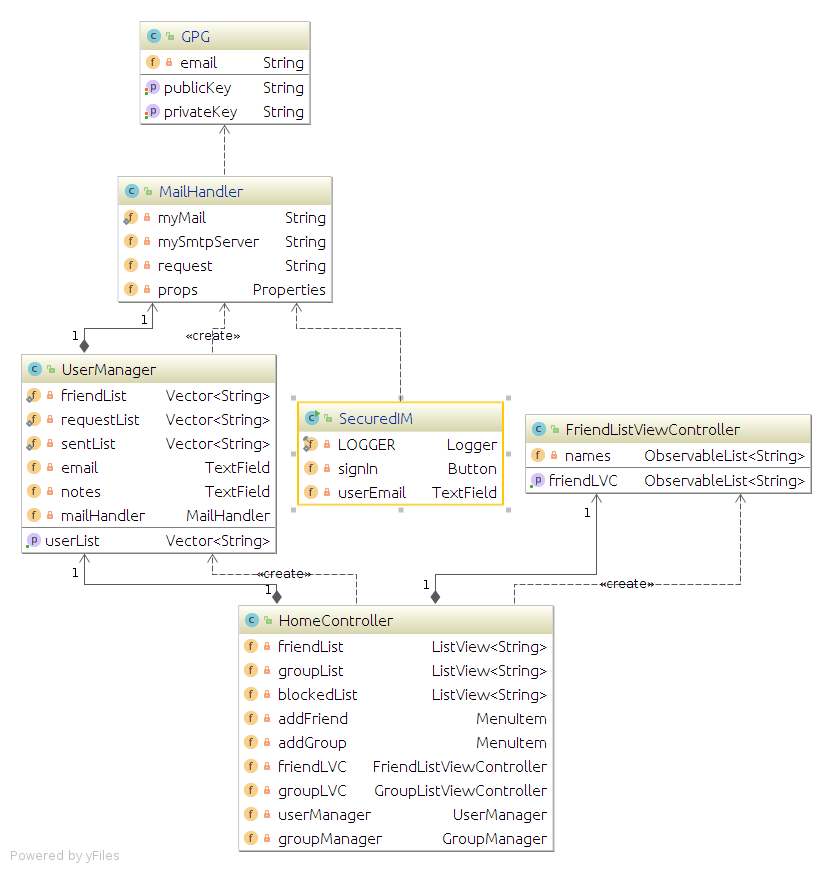 GPG
email String
publicKey String
privateKey String
MailHandler
myMail String
mySmtpServer String
request String
props Properties
1
1
«create»
UserManager
friendList Vector<String>
requestList Vector<String>
sentList Vector<String>
email TextField
notes TextField
mailHandler MailHandler
userList Vector<String>
SecuredIM
LOGGER Logger
signIn Button
userEmail TextField
FriendListViewController
names ObservableList<String>
friendLVC ObservableList<String>
1
1
«create»
1
1
«create»
HomeController
friendList ListView<String>
groupList ListView<String>
blockedList ListView<String>
addFriend MenuItem
addGroup MenuItem
friendLVC FriendListViewController
groupLVC GroupListViewController
userManager UserManager
groupManager GroupManager
Powered by yFiles